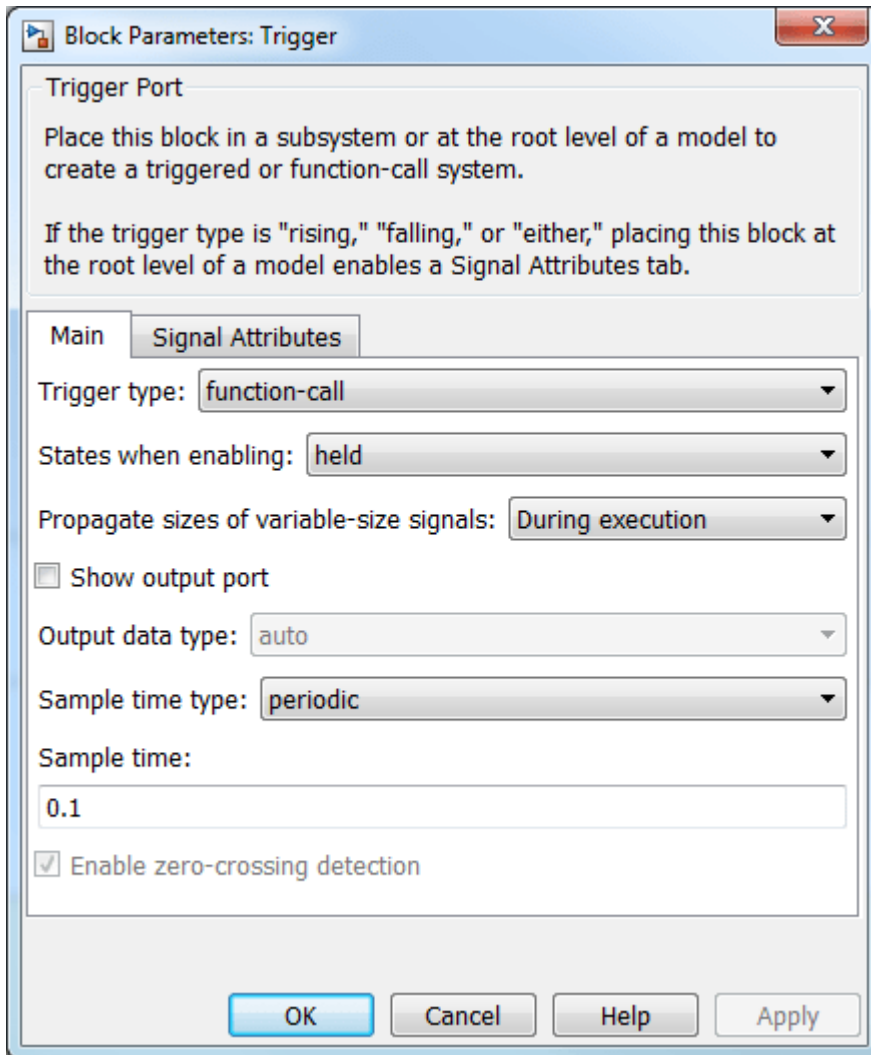 Block Parameters: Trigger
Trigger Port
Place this block in a subsystem or at the root level of a model to
create a triggered or function-call system.
If the trigger type is "rising," "falling," or "either," placing this block at
the root level of a model enables a Signal Attributes tab.
Main Signal Attributes
Trigger type: function-call
States when enabling: held
Propagate sizes of variable-size signals: During execution
Show output port
Output data type: auto
Sample time type: periodic
Sample time:
0.1
Enable zero-crossing detection
OK Cancel Help Apply